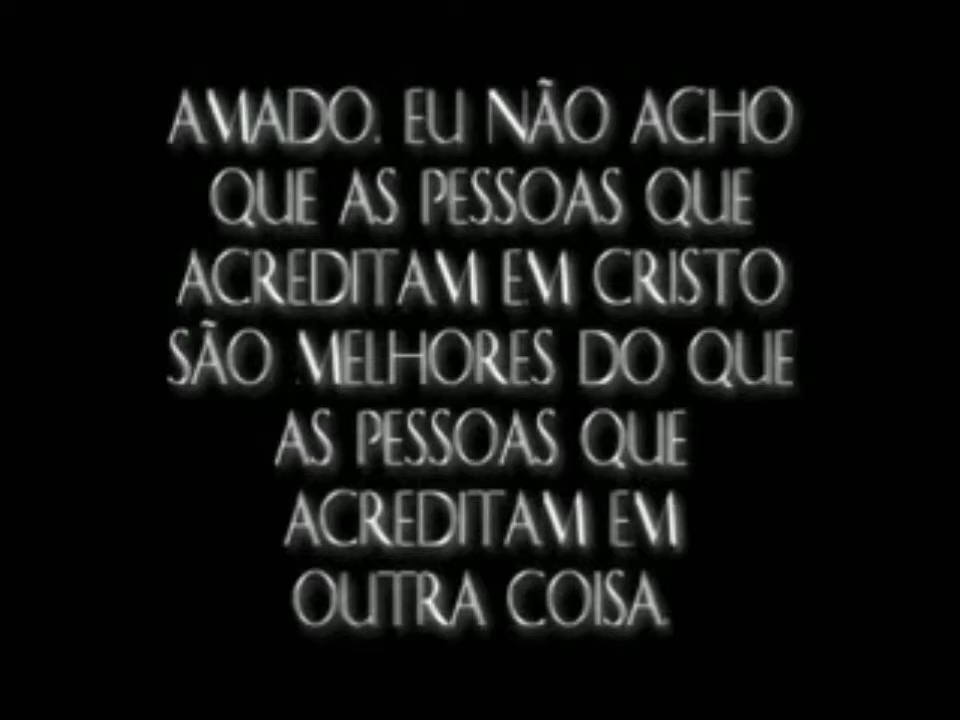 AMADO. EU NÃO ACHO
QUE AS PESSOAS QUE
ACREDITAM EM CRISTO
SÃO MELHORES DO QUE
AS PESSOAS QUE
ACREDITAM EM
OUTRA COISA.